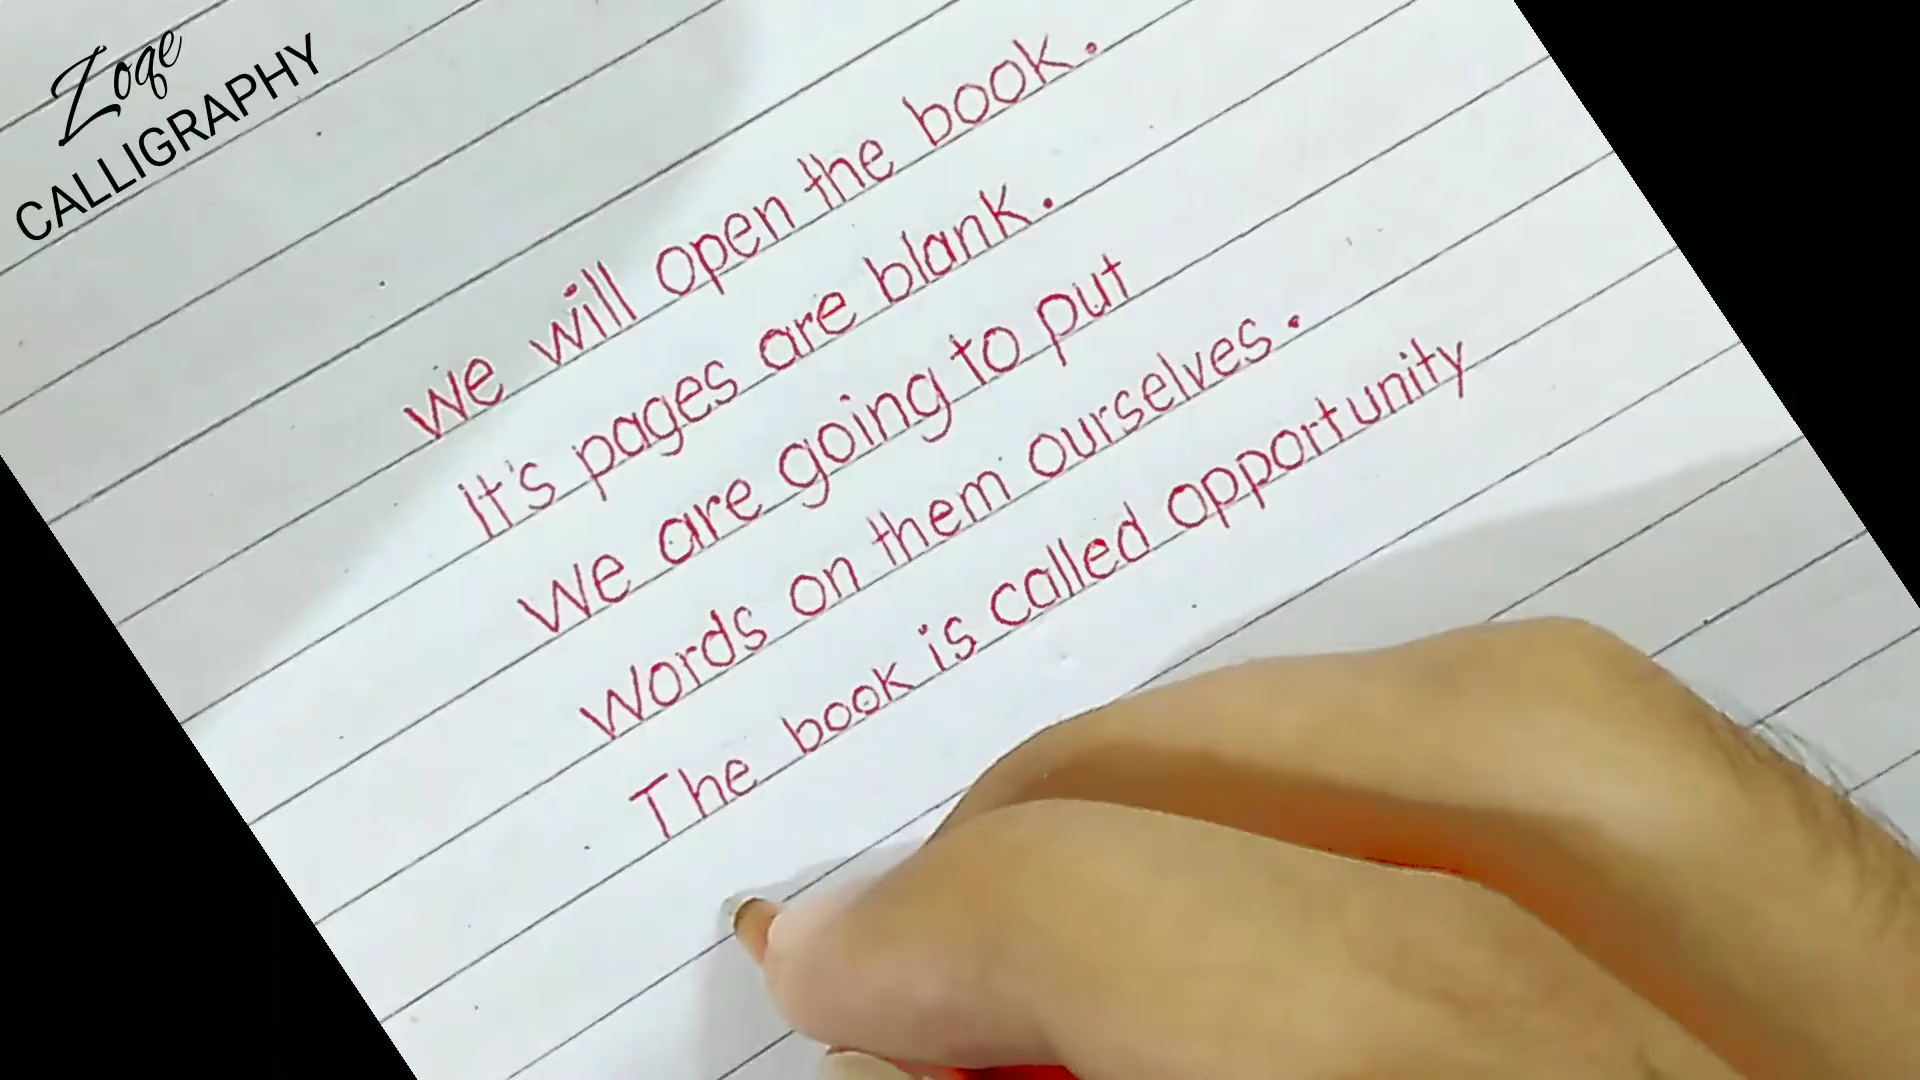 Zoqe
CALLIGRAPHY
We will open the book.
It's pages are blank.
We are going to put
words on them ourselves.
The book is called opportunity